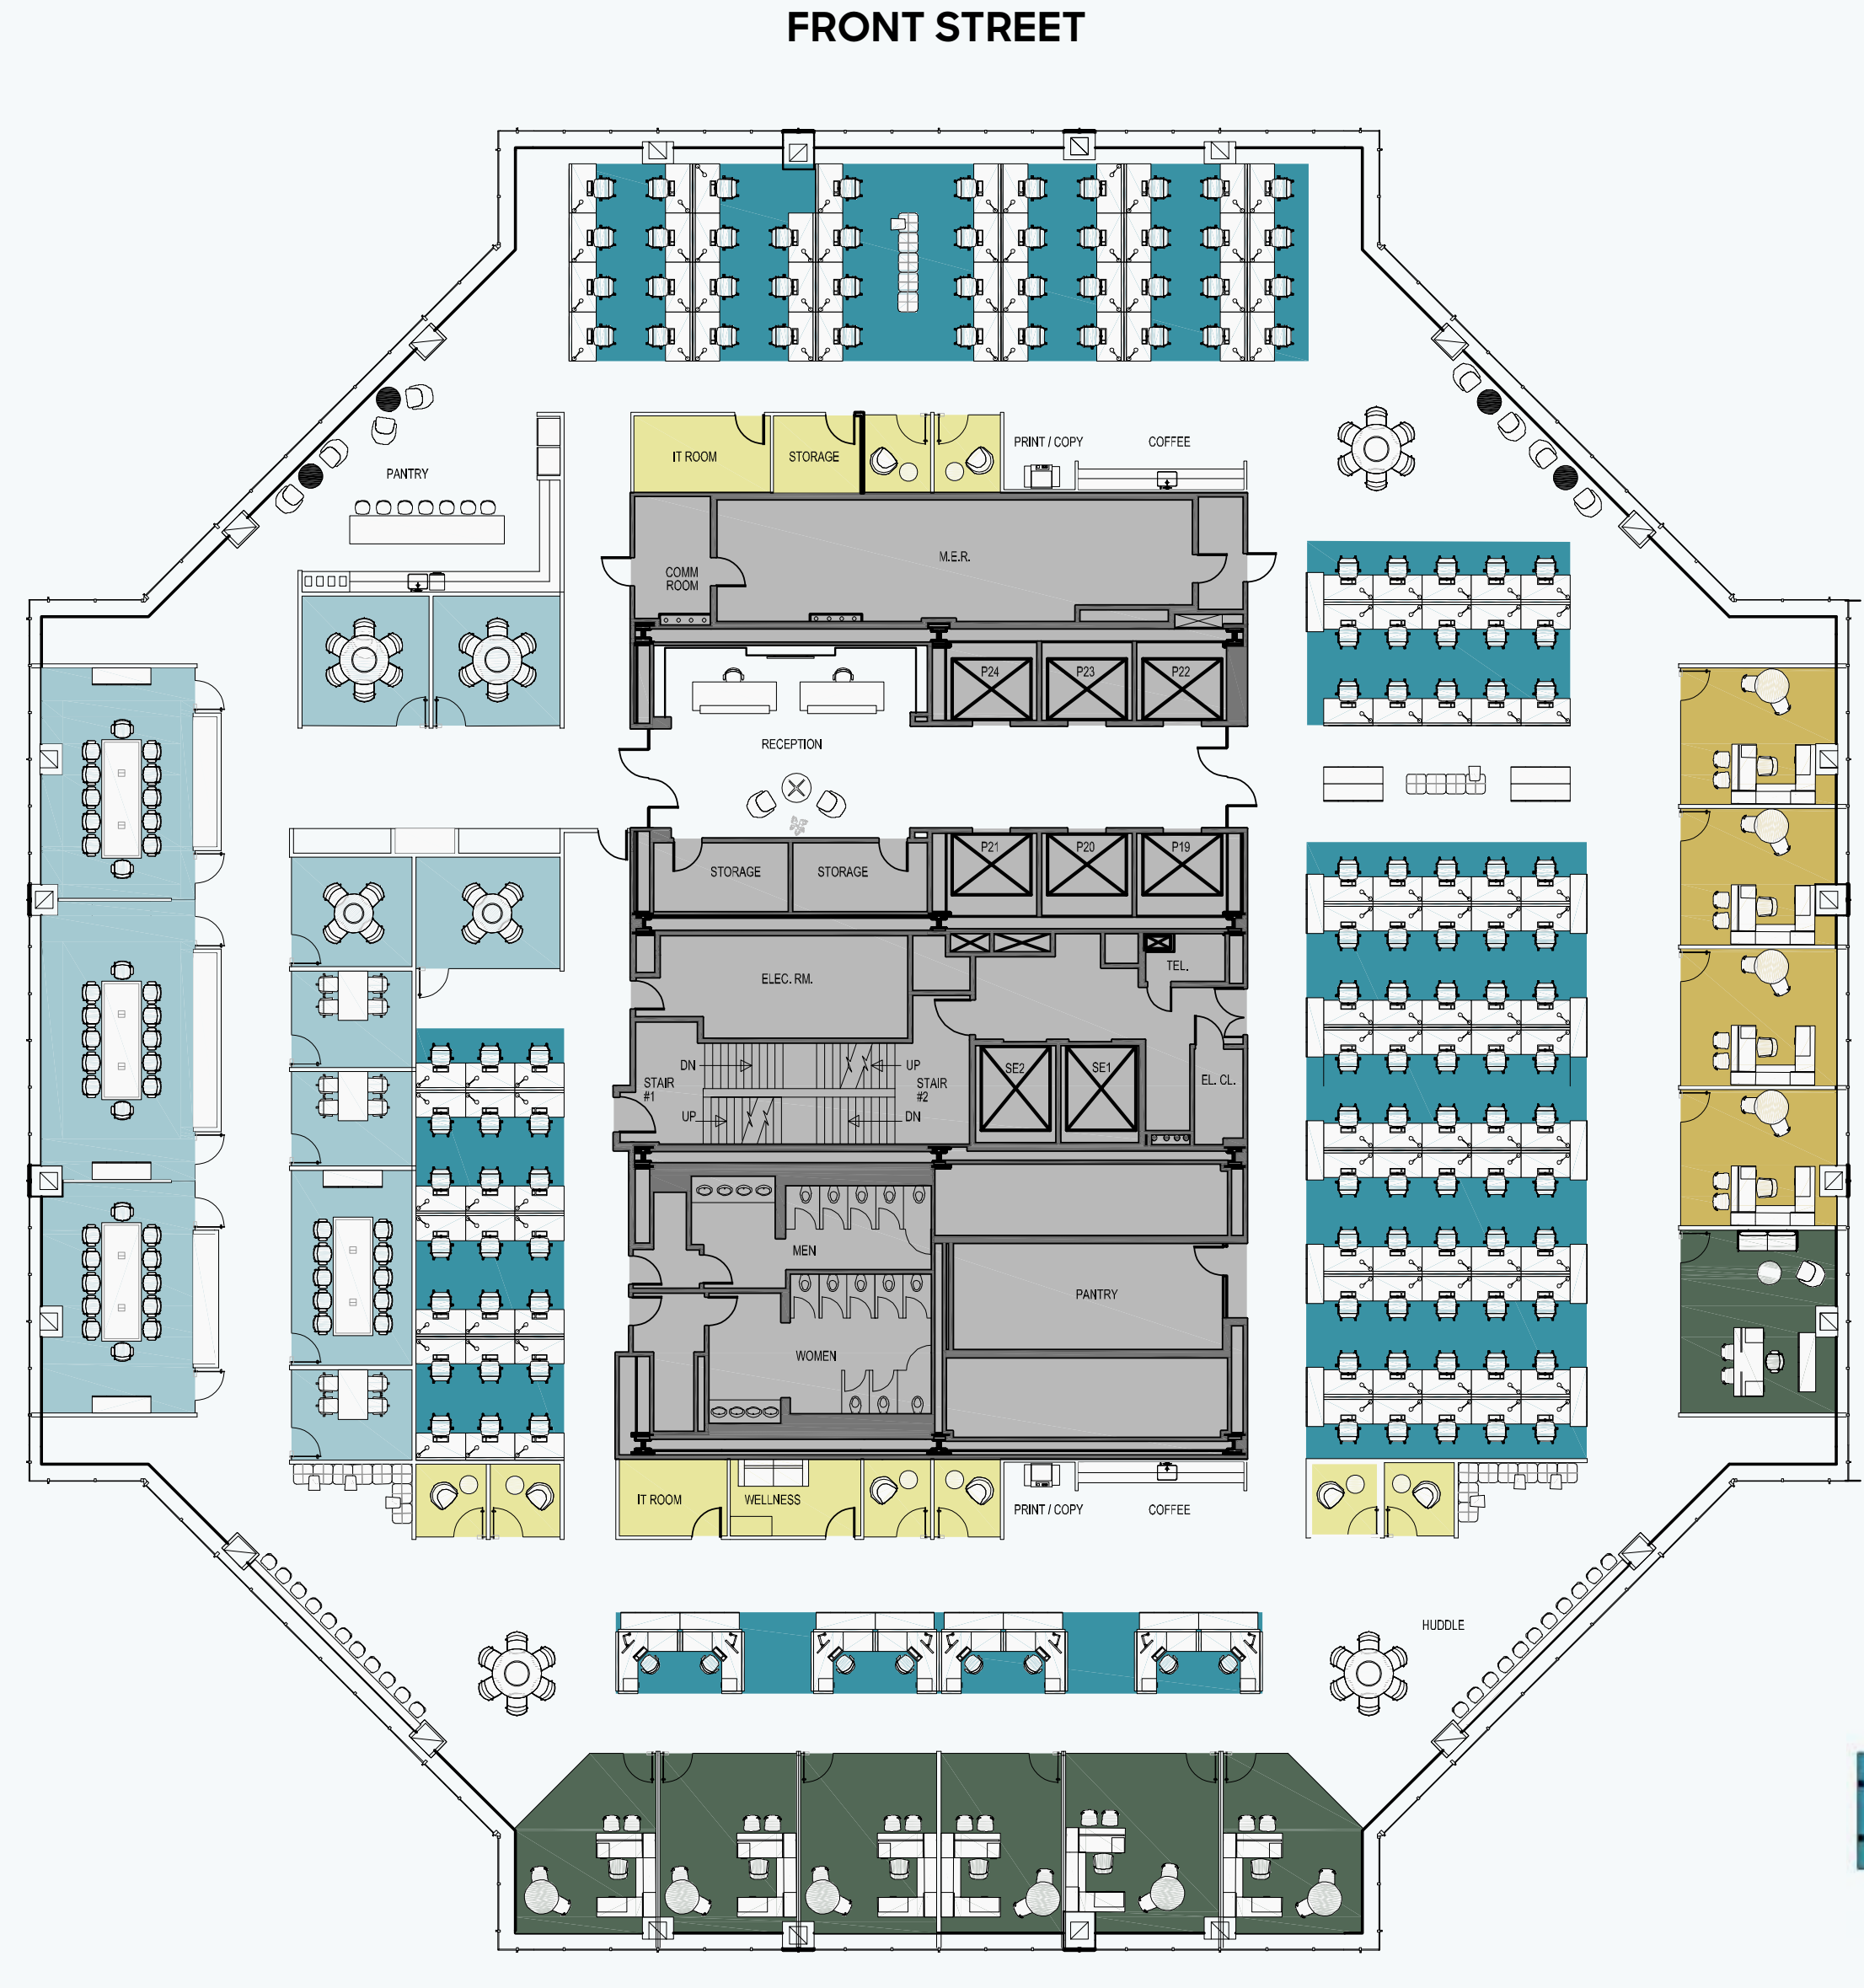 FRONT STREET
PRINT / COPY
COFFEE
IT ROOM
STORAGE
PANTRY
M.E.R.
COMM
ROOM
P24
P23
P22
RECEPTION
P21
P20
P19
STORAGE
STORAGE
TEL.
ELEC. RM.
DN
UP
SE2
SE1
EL. CL.
STAIR
#1
STAIR
#2
UP
DN
MEN
PANTRY
WOMEN
IT ROOM
WELLNESS
PRINT / COPY
COFFEE
HUDDLE